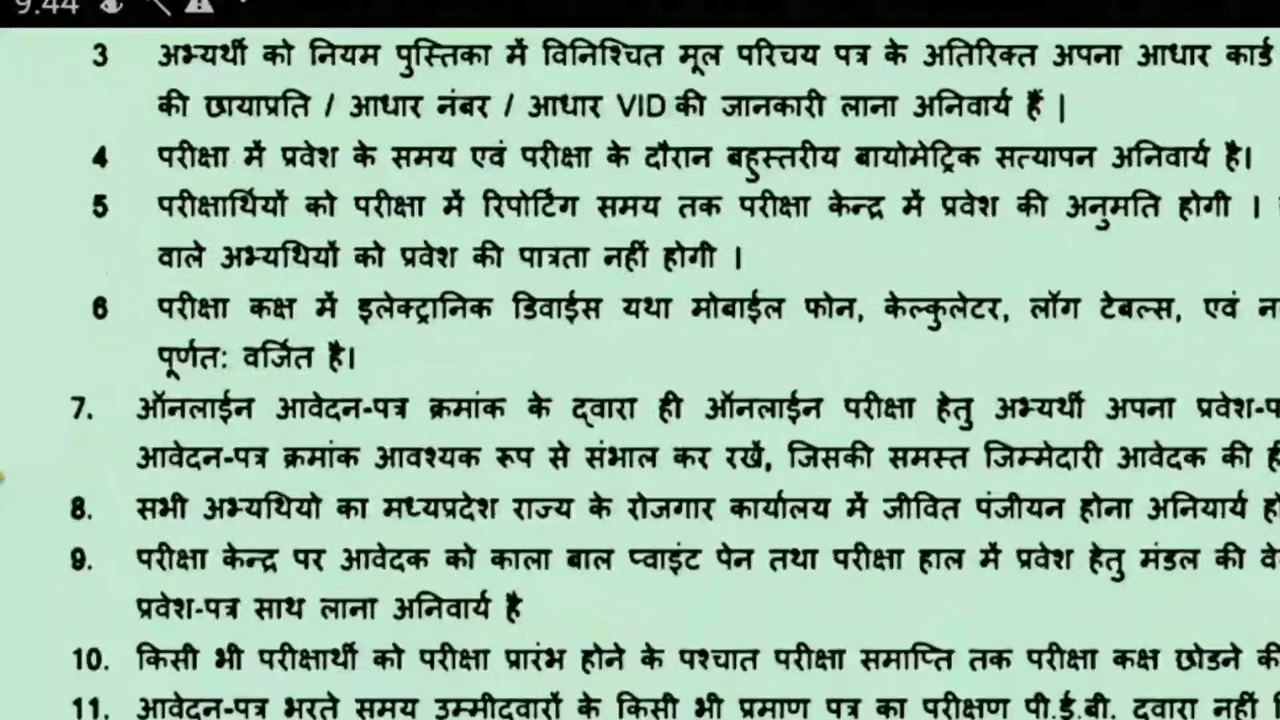 9:44
3 अभ्यर्थी को नियम पुस्तिका में विनिश्चित मूल परिचय पत्र के अतिरिक्त अपना आधार कार्ड
की छायाप्रति / आधार नंबर / आधार VID की जानकारी लाना अनिवार्य हैं |
4 परीक्षा में प्रवेश के समय एवं परीक्षा के दौरान बहुस्तरीय बायोमेट्रिक सत्यापन अनिवार्य है।
5 परीक्षार्थियों को परीक्षा में रिपोर्टिंग समय तक परीक्षा केन्द्र में प्रवेश की अनुमति होगी ।
वाले अभ्यथियों को प्रवेश की पात्रता नहीं होगी ।
6 परीक्षा कक्ष में इलेक्ट्रानिक डिवाईस यथा मोबाईल फोन, केल्कुलेटर, लॉग टेबल्स, एवं
पूर्णत: वर्जित है।
7. ऑनलाईन आवेदन-पत्र क्रमांक के द्वारा ही ऑनलाईन परीक्षा हेतु अभ्यर्थी अपना
आवेदन-पत्र क्रमांक आवश्यक रूप से संभाल कर रखें, जिसकी समस्त जिम्मेदारी आवेदक की
8. सभी अभ्यथियो का मध्यप्रदेश राज्य के रोजगार कार्यालय में जीवित पंजीयन होना अनियार्य
9. परीक्षा केन्द्र पर आवेदक को काला बाल प्वाइंट पेन तथा परीक्षा हाल में प्रवेश हेतु मंडल की
प्रवेश-पत्र साथ लाना अनिवार्य है
10. किसी भी परीक्षार्थी को परीक्षा प्रारंभ होने के पश्चात परीक्षा समाप्ति तक परीक्षा कक्ष छोडने की
11. आवेदन-पत्र भरते समय उम्मीदवारों के किसी भी प्रमाण पत्र का परीक्षण पी.ई.बी. द्वारा नहीं